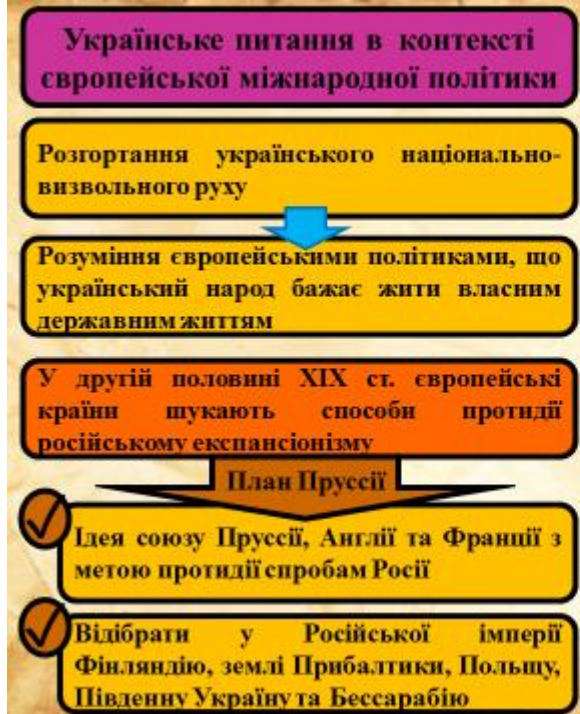 Українське питання в контексті
європейської міжнародної політики
Розгортання українського національно-
визвольного руху
Розуміння європейськими політиками, що
український народ бажає жити власним
державним життям
У другій половині XIX ст. європейські
країни шукають способи протидії
російському експансіонізму
План Пруссії
Ідея союзу Пруссії, Англії та Франції з
метою протидії спробам Росії
Відібрати у Російської імперії
Фінляндію, землі Прибалтики, Польщу,
Південну Україну та Бессарабію